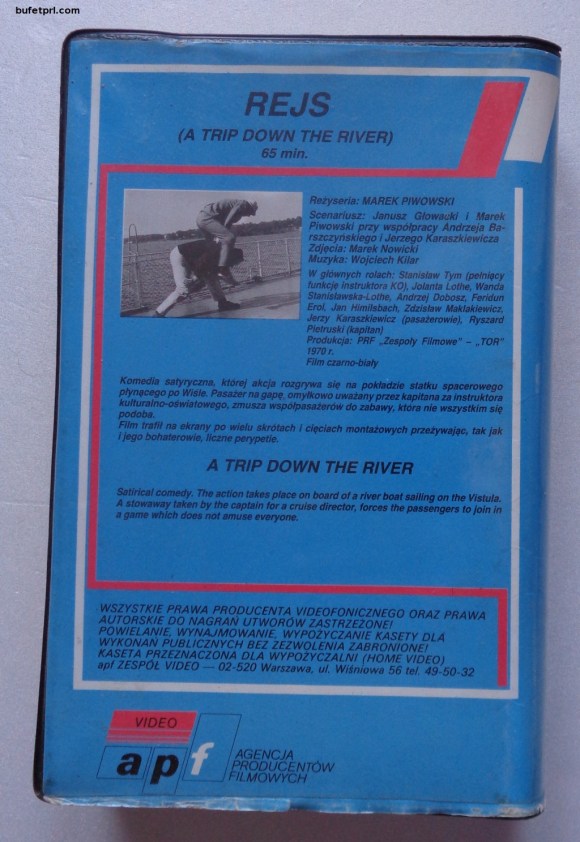 bufetprl.com
REJS
(A TRIP DOWN THE RIVER)
65 min.
Reżyseria: MAREK PIWOWSKI
Scenariusz: Janusz Głowacki i Marek
Piwowski przy współpracy Andrzeja Ba-
rszczyńskiego i Jerzego Karaszkiewicza
Zdjęcia: Marek Nowicki
Muzyka: Wojciech Kilar
W głównych rolach: Stanisław Tym (pełniący
funkcję instruktora KO), Jolanta Lothe, Wanda
Stanisławska-Lothe, Andrzej Dobosz, Feridun
Erol, Jan Himilsbach, Zdzisław Maklakiewicz,
Jerzy Karaszkiewicz (pasażerowie), Ryszard
Pietruski (kapitan)
Produkcja: PRF „Zespoły Filmowe" – „TOR"
1970 r.
Film czarno-biały
Komedia satyryczna, której akcja rozgrywa się na pokładzie statku spacerowego
płynącego po Wiśle. Pasażer na gapę, omyłkowo uważany przez kapitana za instruktora
kulturalno-oświatowego, zmusza współpasażerów do zabawy, która nie wszystkim się
podoba.
Film trafił na ekrany po wielu skrótach i cięciach montażowych przeżywając, tak jak
i jego bohaterowie, liczne perypetie.
A TRIP DOWN THE RIVER
Satirical comedy. The action takes place on board of a river boat sailing on the Vistula.
A stowaway taken by the captain for a cruise director, forces the passengers to join in
a game which does not amuse everyone.
WSZYSTKIE PRAWA PRODUCENTA VIDEOFONICZNEGO ORAZ PRAWA
AUTORSKIE DO NAGRAŃ UTWORÓW ZASTRZEŻONE!
POWIELANIE, WYNAJMOWANIE, WYPOŻYCZANIE KASETY DLA
WYKONAŃ PUBLICZNYCH BEZ ZEZWOLENIA ZABRONIONE!
KASETA PRZEZNACZONA DLA WYPOŻYCZALNI (HOME VIDEO)
apf ZESPÓŁ VIDEO — 02-520 Warszawa, ul. Wiśniowa 56 tel. 49-50-32
VIDEO
apf
AGENCJA
PRODUCENTÓW
FILMOWYCH